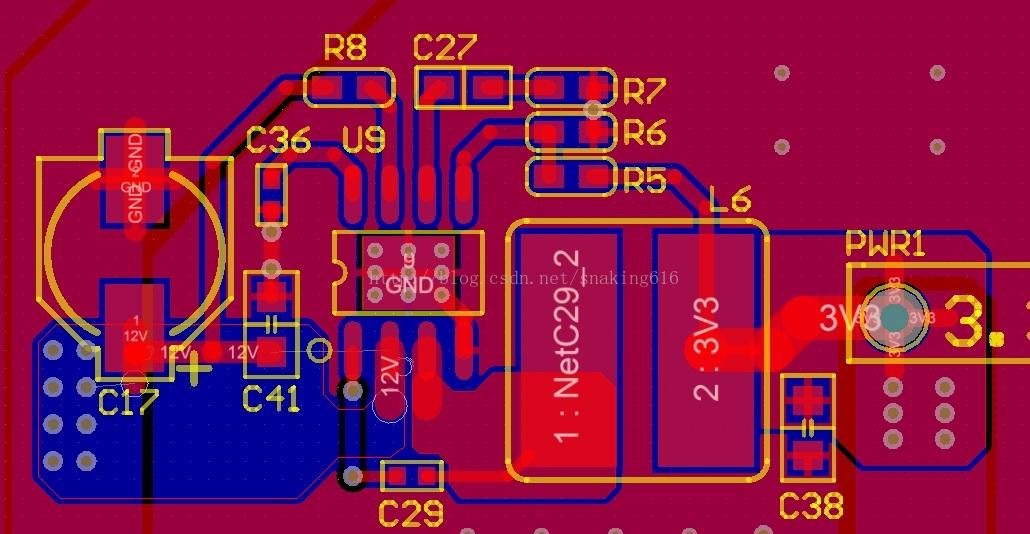 R8
C27
R7
C36
U9
R6
R5
L6
GND
GND
GND
PWR1
http://blog.csdn.net/snaking616
GND
1 : NetC29_2
2 : 3V3
3V3
3V3
3V3
3V3
3.
1
12V
12V
12V
12V
C17
C41
C29
C38